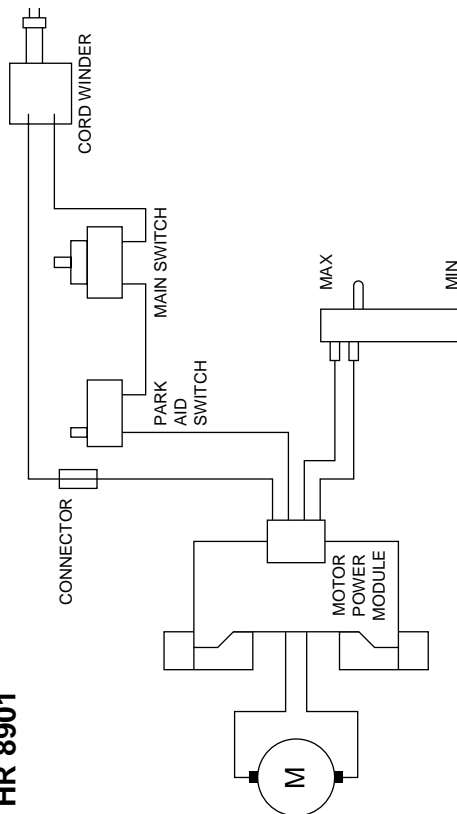 HR 8901
CORD WINDER
MAIN SWITCH
PARK
AID
SWITCH
CONNECTOR
MAX
MIN
MOTOR
POWER
MODULE
M